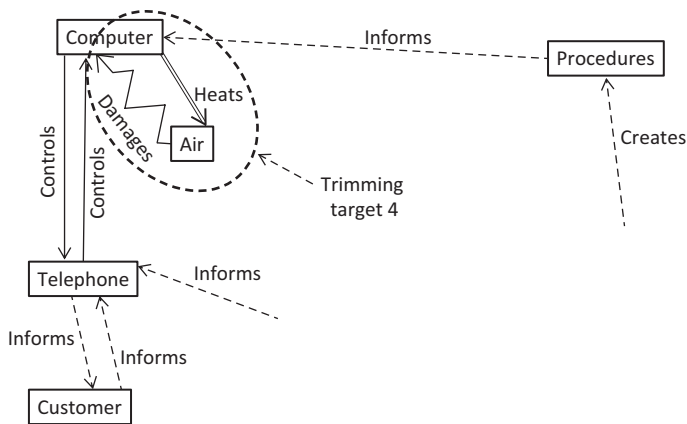 Computer
Informs
Procedures
Heats
Damages
Air
Creates
Controls
Controls
Trimming
target 4
Telephone
Informs
Informs
Informs
Customer